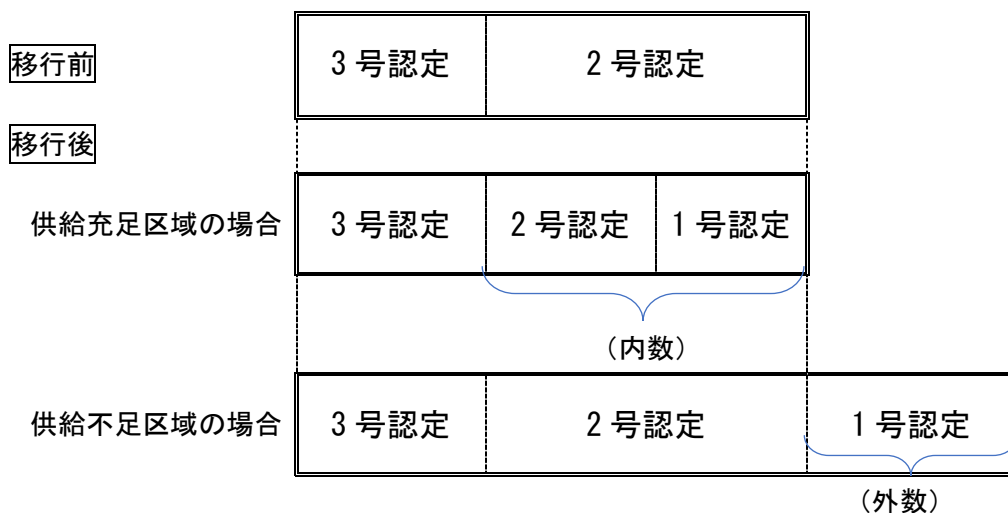 移行前
3号認定 2号認定
移行後
供給充足区域の場合 3号認定 2号認定 1号認定
（内数）
供給不足区域の場合 3号認定 2号認定 1号認定
（外数）